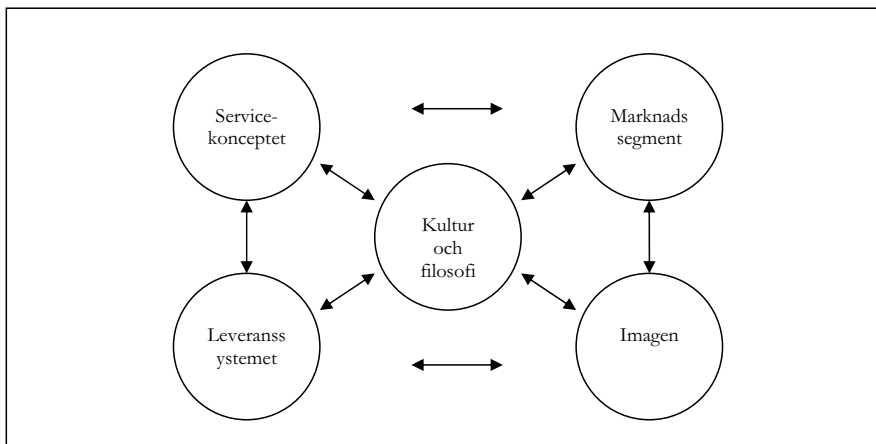 Service-
konceptet
Marknads
segment
Kultur
och
filosofi
Leveranss
ystemet
Imagen